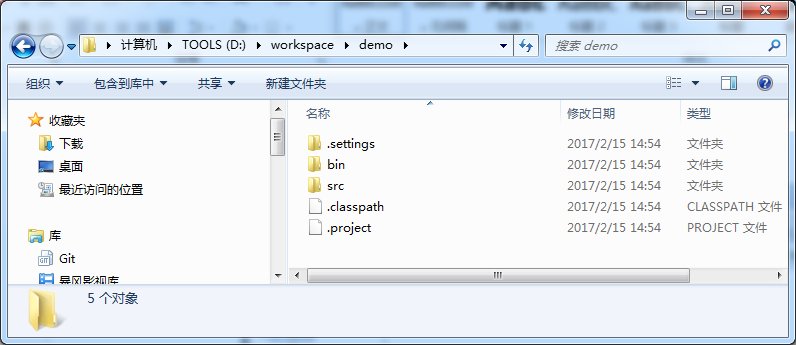 计算机 ▸ TOOLS (D:) ▸ workspace ▸ demo ▸
搜索 demo
组织 包含到库中 共享 新建文件夹
收藏夹
下载
桌面
最近访问的位置
库
Git
暴风影视库
名称 修改日期 类型
.settings 2017/2/15 14:54 文件夹
bin 2017/2/15 14:54 文件夹
src 2017/2/15 14:54 文件夹
.classpath 2017/2/15 14:54 CLASSPATH 文件
.project 2017/2/15 14:54 PROJECT 文件
5 个对象